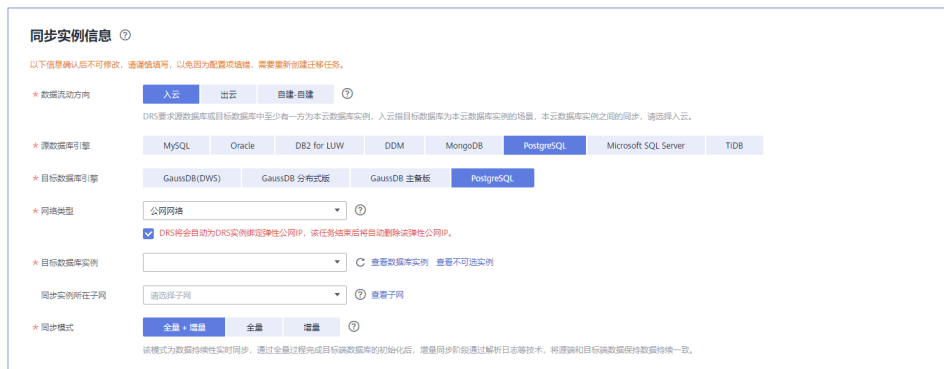 同步实例信息 ?
以下信息确认后不可修改，请谨慎填写，以免因为配置项填错，需要重新创建迁移任务。
* 数据流动方向 入云 出云 自建-自建 ?
DRS要求源数据库或目标数据库中至少有一方为本云数据库实例，入云指目标数据库为本云数据库实例的场景，本云数据库实例之间的同步，请选择入云。
* 源数据库引擎 MySQL Oracle DB2 for LUW DDM MongoDB PostgreSQL Microsoft SQL Server TiDB
* 目标数据库引擎 GaussDB(DWS) GaussDB 分布式版 GaussDB 主备版 PostgreSQL
* 网络类型 公网网络 ?
DRS将会自动为DRS实例绑定弹性公网IP，该任务结束后将自动删除该弹性公网IP。
* 目标数据库实例 查看数据库实例 查看不可选实例
同步实例所在子网 请选择子网 ? 查看子网
* 同步模式 全量 + 增量 全量 增量 ?
该模式为数据持续性实时同步，通过全量过程完成目标端数据库的初始化后，增量同步阶段通过解析日志等技术，将源端和目标端数据保持数据持续一致。